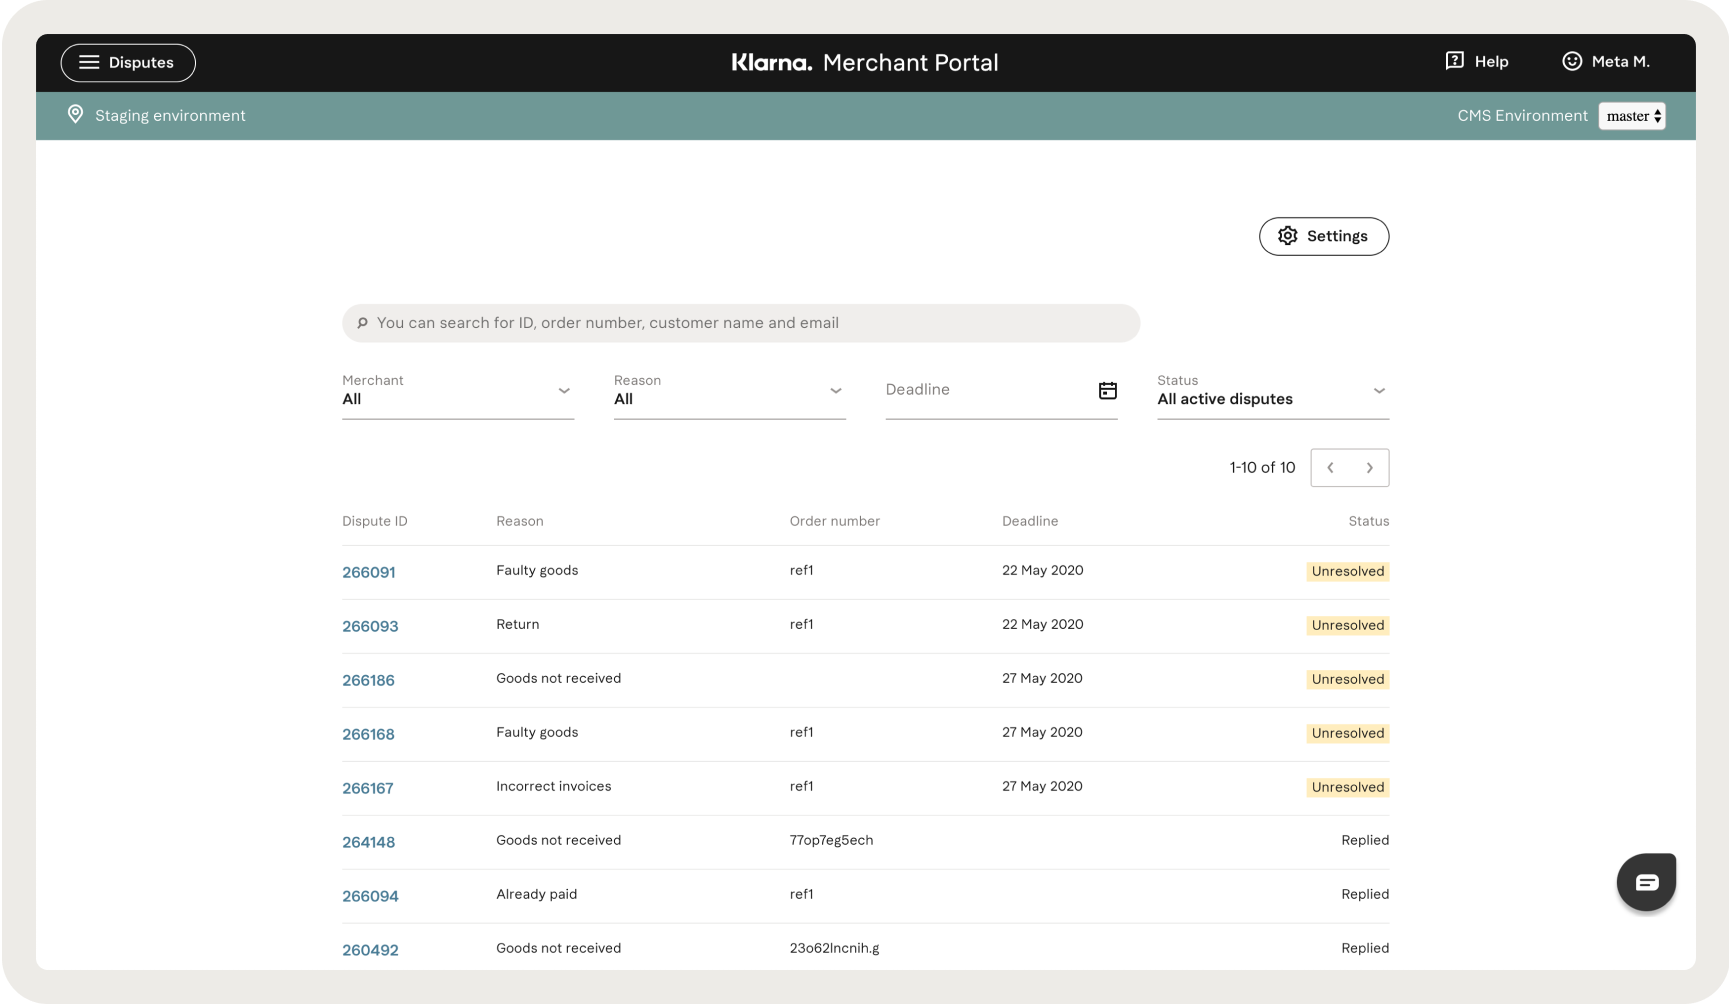 Disputes
Klarna. Merchant Portal
Help
Meta M.
Staging environment
CMS Environment
master
Settings
You can search for ID, order number, customer name and email
Merchant
All
Reason
All
Deadline
Status
All active disputes
1-10 of 10
Dispute ID Reason Order number Deadline Status
266091 Faulty goods ref1 22 May 2020 Unresolved
266093 Return ref1 22 May 2020 Unresolved
266186 Goods not received 27 May 2020 Unresolved
266168 Faulty goods ref1 27 May 2020 Unresolved
266167 Incorrect invoices ref1 27 May 2020 Unresolved
264148 Goods not received 77op7eg5ech Replied
266094 Already paid ref1 Replied
260492 Goods not received 23o62lncnih.g Replied